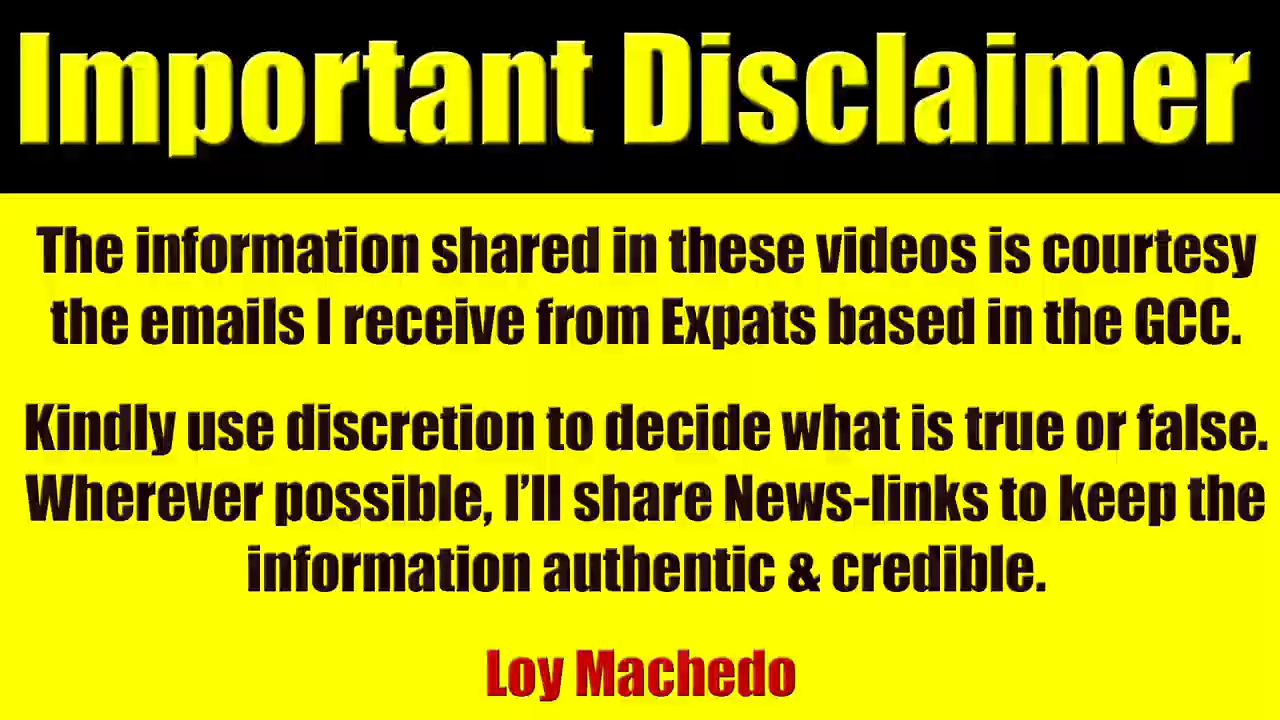 Important Disclaimer
The information shared in these videos is courtesy
the emails I receive from Expats based in the GCC.
Kindly use discretion to decide what is true or false.
Wherever possible, I’ll share News-links to keep the
information authentic & credible.
Loy Machedo